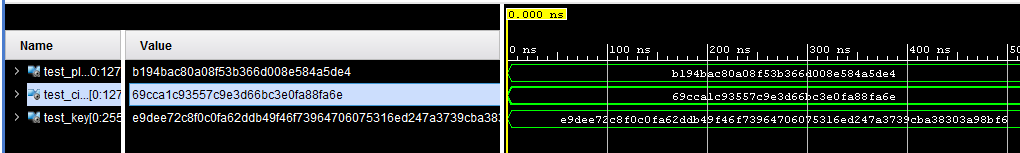 0.000 ns
Name Value
0 ns 100 ns 200 ns 300 ns 400 ns 500
test_pl...0:127 b194bac80a08f53b366d008e584a5de4 b194bac80a08f53b366d008e584a5de4
test_ci...[0:127 69cca1c93557c9e3d66bc3e0fa88fa6e 69cca1c93557c9e3d66bc3e0fa88fa6e
test_key[0:255 e9dee72c8f0c0fa62ddb49f46f73964706075316ed247a3739cba383 e9dee72c8f0c0fa62ddb49f46f73964706075316ed247a3739cba38303a98bf6